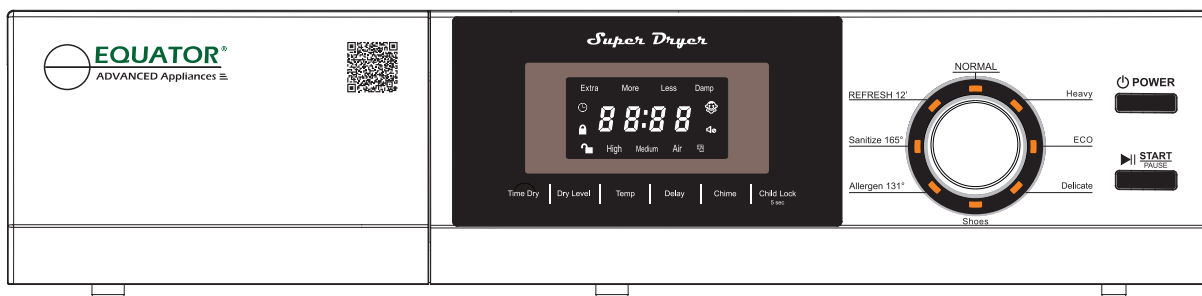 EQUATOR®
ADVANCED Appliances
Super Dryer
Extra More Less Damp
88:88
High Medium Air
Time Dry Dry Level Temp Delay Chime Child Lock
5 sec
NORMAL
REFRESH 12' Heavy
Sanitize 165° ECO
Allergen 131° Delicate
Shoes
POWER
START
PAUSE